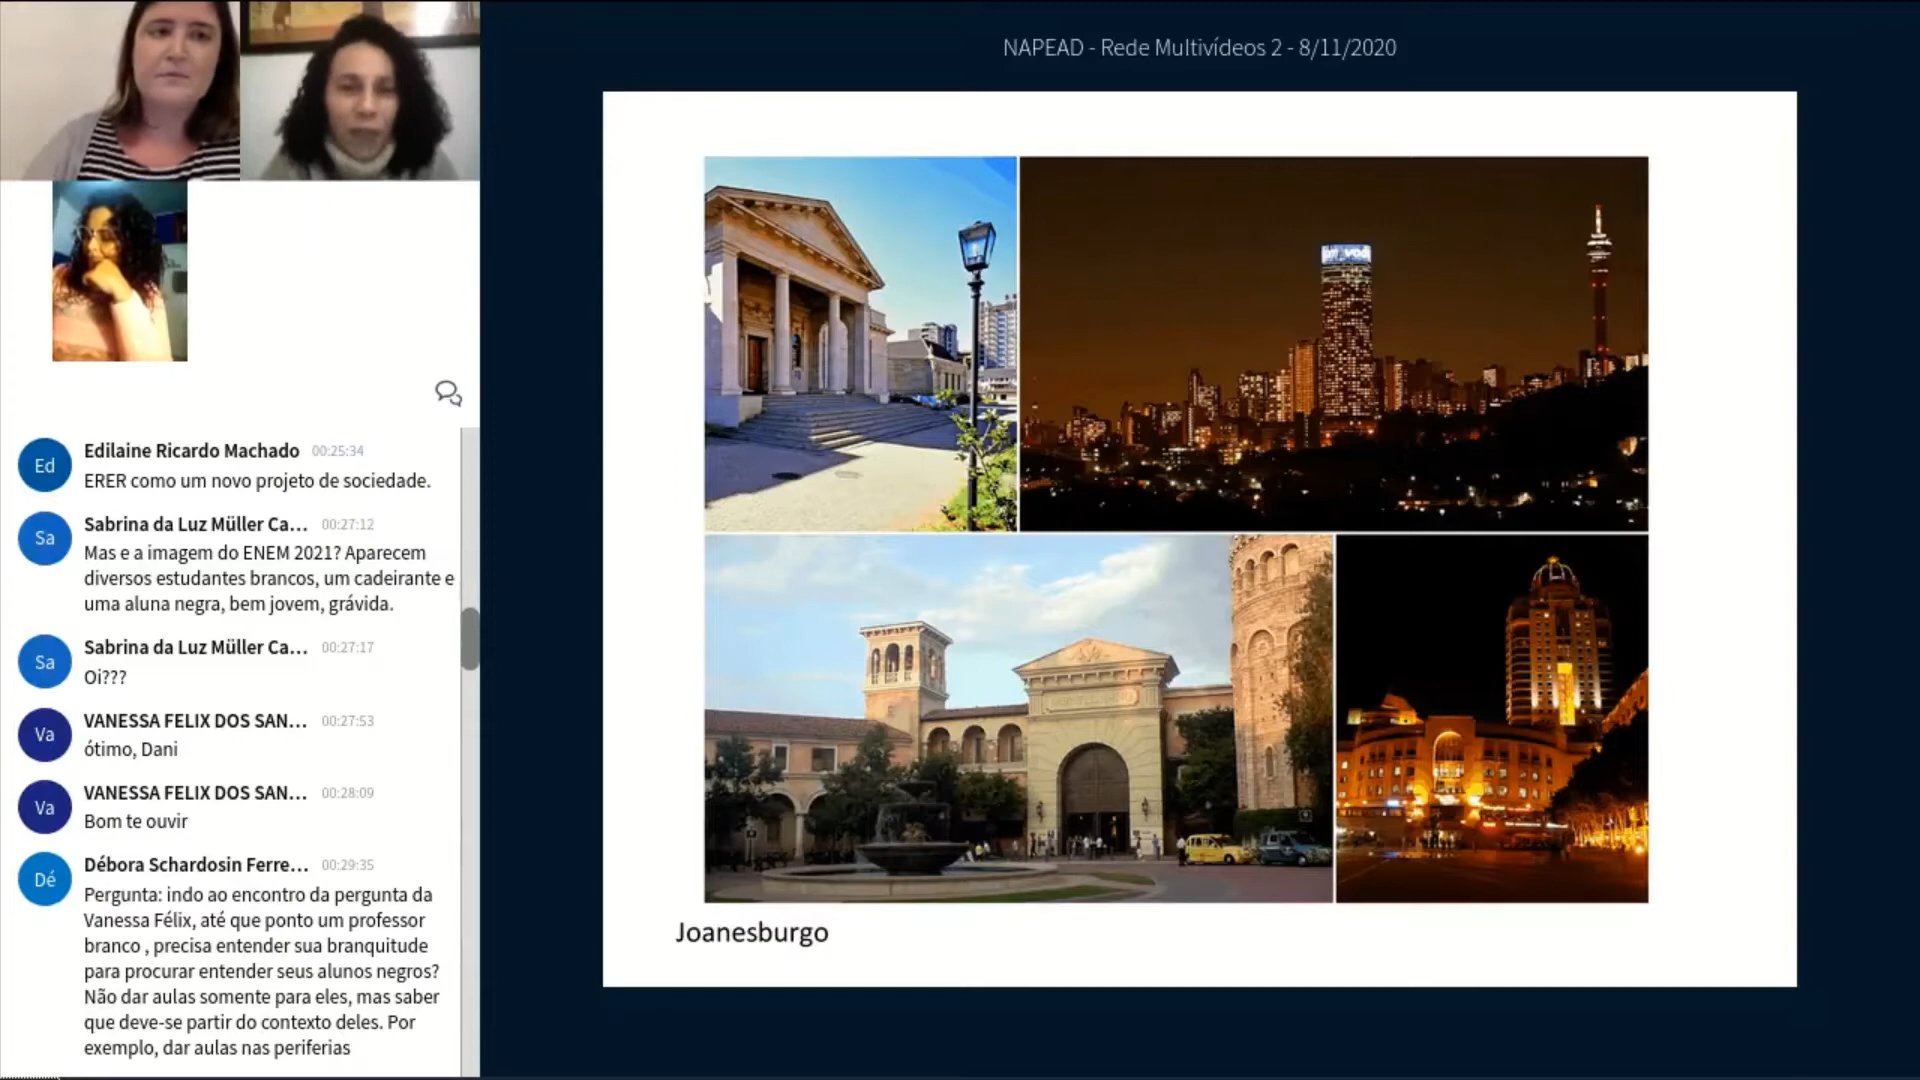 NAPEAD - Rede Multivídeos 2 - 8/11/2020
Ed
Edilaine Ricardo Machado 00:25:34
ERER como um novo projeto de sociedade.
Sa
Sabrina da Luz Müller Ca... 00:27:12
Mas e a imagem do ENEM 2021? Aparecem
diversos estudantes brancos, um cadeirante e
uma aluna negra, bem jovem, grávida.
Sa
Sabrina da Luz Müller Ca... 00:27:17
Oi???
Va
VANESSA FELIX DOS SAN... 00:27:53
ótimo, Dani
Va
VANESSA FELIX DOS SAN... 00:28:09
Bom te ouvir
Dé
Débora Schardosin Ferre... 00:29:35
Pergunta: indo ao encontro da pergunta da
Vanessa Félix, até que ponto um professor
branco , precisa entender sua branquitude
para procurar entender seus alunos negros?
Não dar aulas somente para eles, mas saber
que deve-se partir do contexto deles. Por
exemplo, dar aulas nas periferias
Joanesburgo